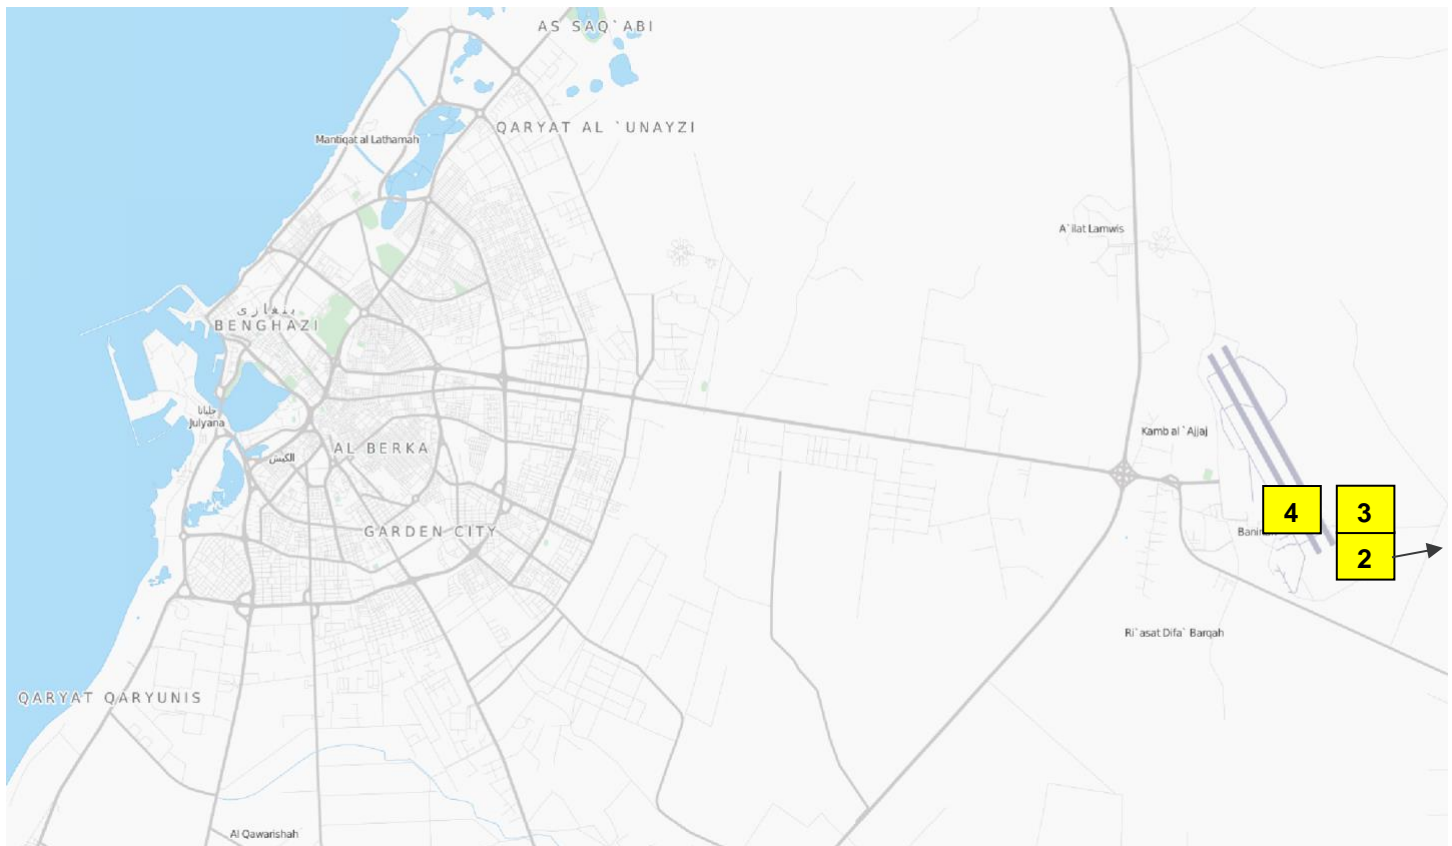 AS SAQ`ABI
QARYAT AL `UNAYZI
Mantiqat al Lathamah
A`ilat Lamwis
بنغازي
BENGHAZI
جليانا
Julyana
Kamb al `Ajjaj
AL BERKA
الكيش
4
3
GARDEN CITY
2
Ri`asat Difa` Barqah
QARYAT QARYUNIS
Al Qawarishah